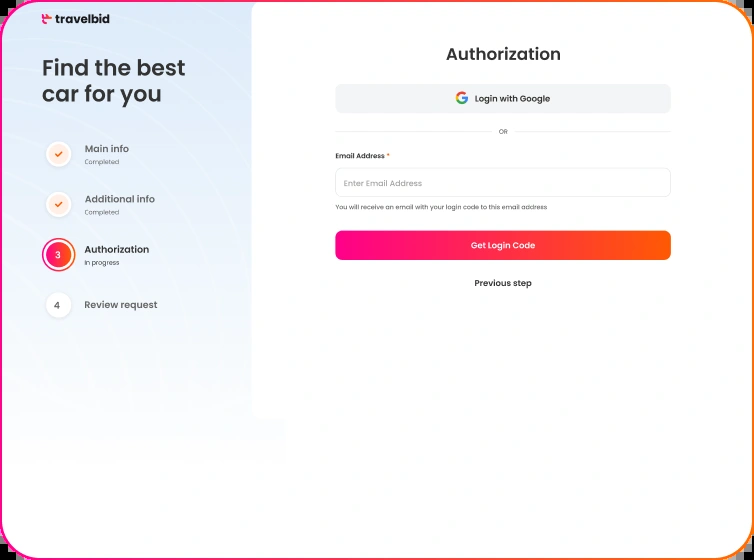 travelbid
Find the best
car for you
Main info
Completed
Additional info
Completed
3
Authorization
In progress
4
Review request
Authorization
Login with Google
OR
Email Address *
Enter Email Address
You will receive an email with your login code to this email address
Get Login Code
Previous step